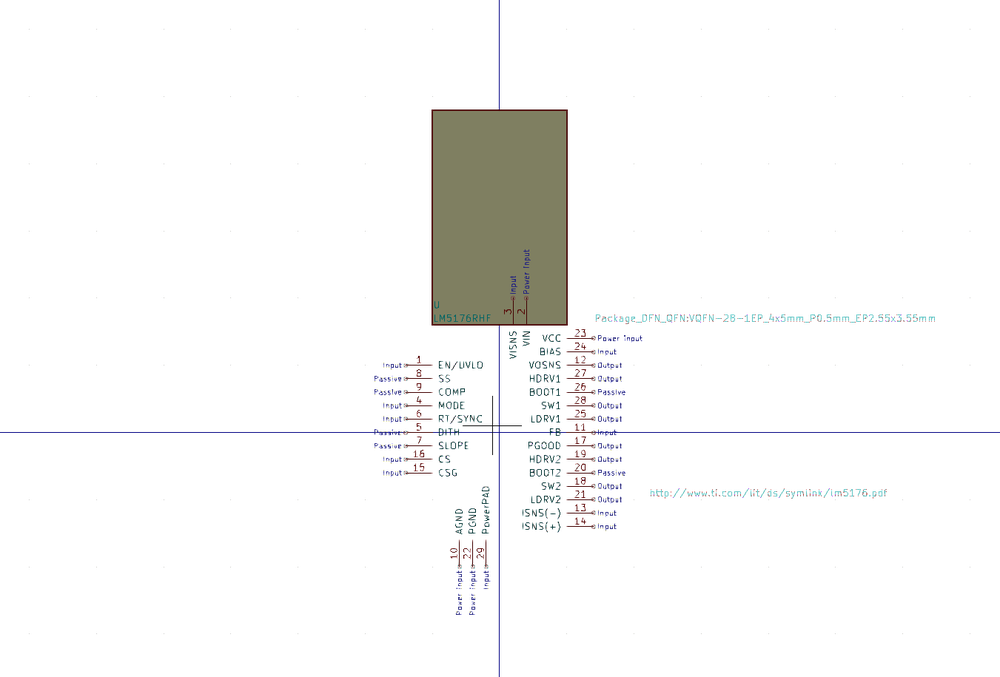 Input
Power Input
3
2
U
LM5176RHF
VISNS
VIN
Package_DFN_QFN:VQFN-28-1EP_4x5mm_P0.5mm_EP2.55x3.55mm
VCC 23 Power Input
BIAS 24 Input
Input 1 EN/UVLO
VOSNS 12 Output
Passive 8 SS
HDRV1 27 Output
Passive 9 COMP
BOOT1 26 Passive
Input 4 MODE
SW1 28 Output
Input 6 RT/SYNC
LDRV1 25 Output
Passive 5 DITH
FB 11 Input
Passive 7 SLOPE
PGOOD 17 Output
Input 16 CS
HDRV2 19 Output
Input 15 CSG
BOOT2 20 Passive
SW2 18 Output
LDRV2 21 Output
http://www.ti.com/lit/ds/symlink/lm5176.pdf
ISNS(-) 13 Input
ISNS(+) 14 Input
AGND 10 Power Input
PGND 22 Power Input
PowerPAD 29 Input